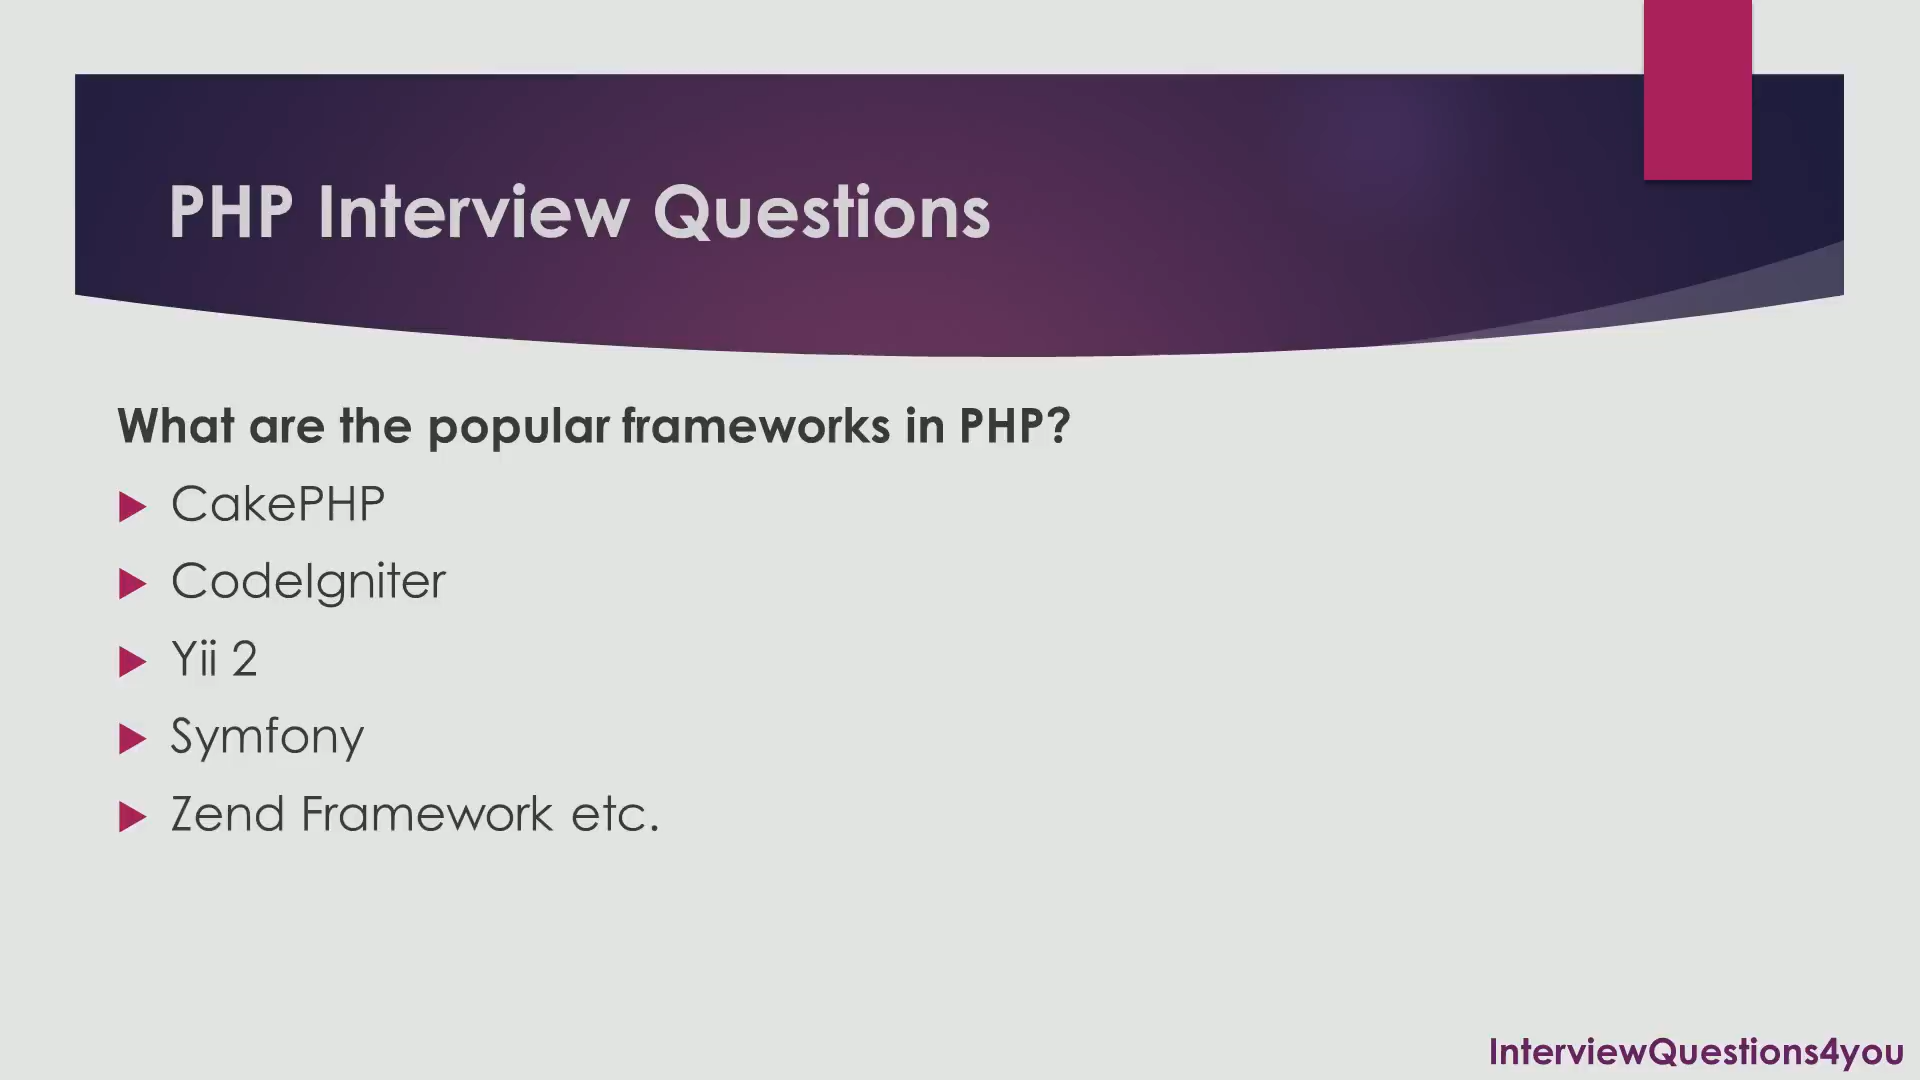 PHP Interview Questions
What are the popular frameworks in PHP?
CakePHP
CodeIgniter
Yii 2
Symfony
Zend Framework etc.
InterviewQuestions4you